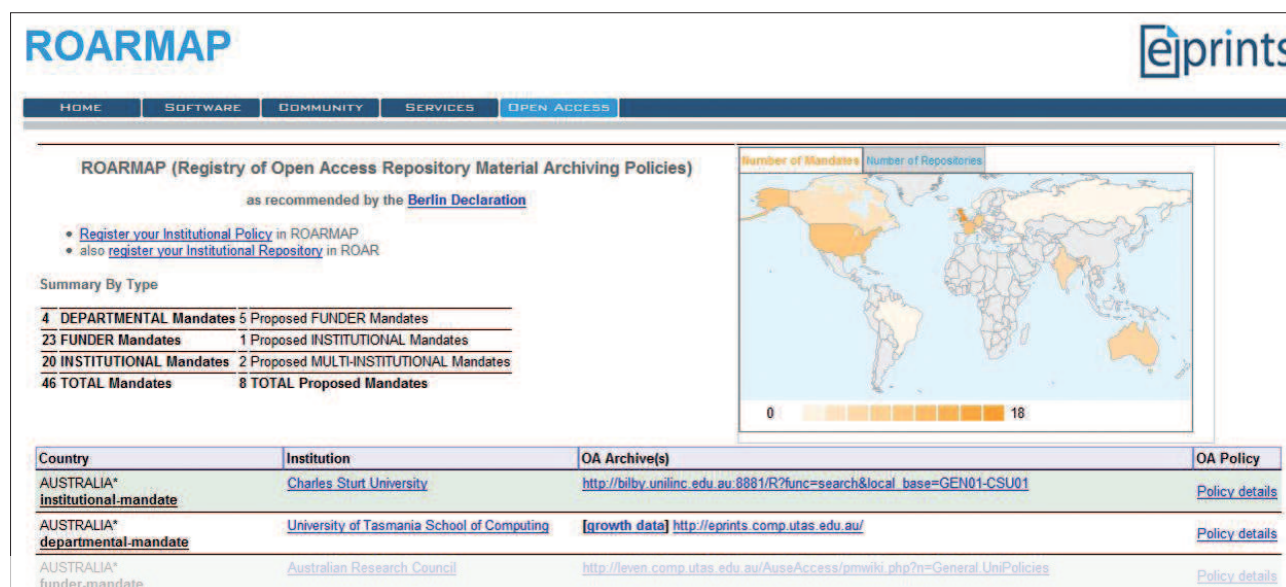 ROARMAP
eprints
HOME SOFTWARE COMMUNITY SERVICES OPEN ACCESS
ROARMAP (Registry of Open Access Repository Material Archiving Policies)
as recommended by the Berlin Declaration
• Register your Institutional Policy in ROARMAP
• also register your Institutional Repository in ROAR
Summary By Type
4 DEPARTMENTAL Mandates 5 Proposed FUNDER Mandates
23 FUNDER Mandates 1 Proposed INSTITUTIONAL Mandates
20 INSTITUTIONAL Mandates 2 Proposed MULTI-INSTITUTIONAL Mandates
46 TOTAL Mandates 8 TOTAL Proposed Mandates
Number of Mandates Number of Repositories
0 18
Country Institution OA Archive(s) OA Policy
AUSTRALIA* Charles Sturt University http://bilby.unilinc.edu.au:8881/R?func=search&local_base=GEN01-CSU01 Policy details
institutional-mandate
AUSTRALIA* University of Tasmania School of Computing [growth data] http://eprints.comp.utas.edu.au/ Policy details
departmental-mandate
AUSTRALIA* Australian Research Council http://leven.comp.utas.edu.au/AuseAccess/pmwiki.php?n=General.UniPolicies Policy details
funder-mandate